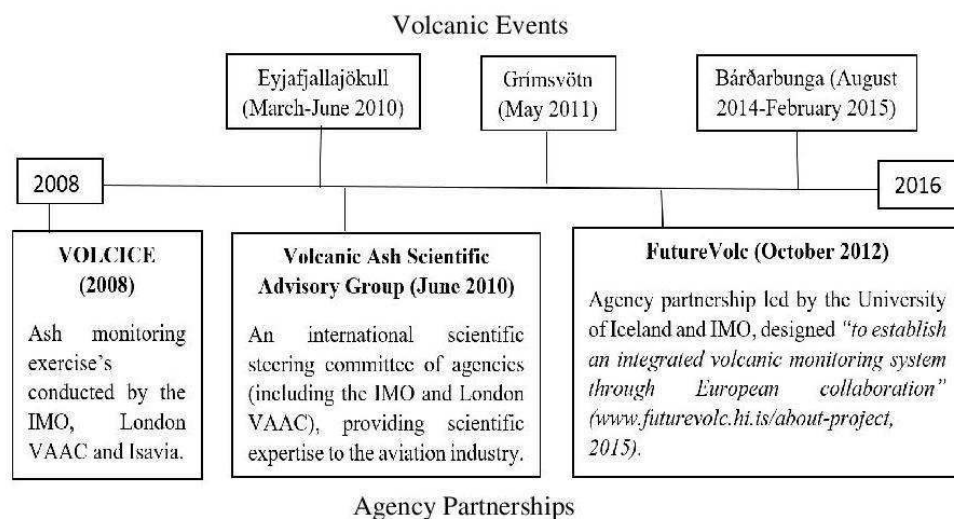 Volcanic Events
Eyjafjallajökull
(March-June 2010)
Grímsvötn
(May 2011)
Bárðarbunga (August
2014-February 2015)
2008
2016
VOLCICE
(2008)
Ash monitoring
exercise's
conducted by the
IMO, London
VAAC and Isavia.
Volcanic Ash Scientific
Advisory Group (June 2010)
An international scientific
steering committee of agencies
(including the IMO and London
VAAC), providing scientific
expertise to the aviation industry.
FutureVolc (October 2012)
Agency partnership led by the University
of Iceland and IMO, designed "to establish
an integrated volcanic monitoring system
through European collaboration"
(www.futurevolc.hi.is/about-project,
2015).
Agency Partnerships